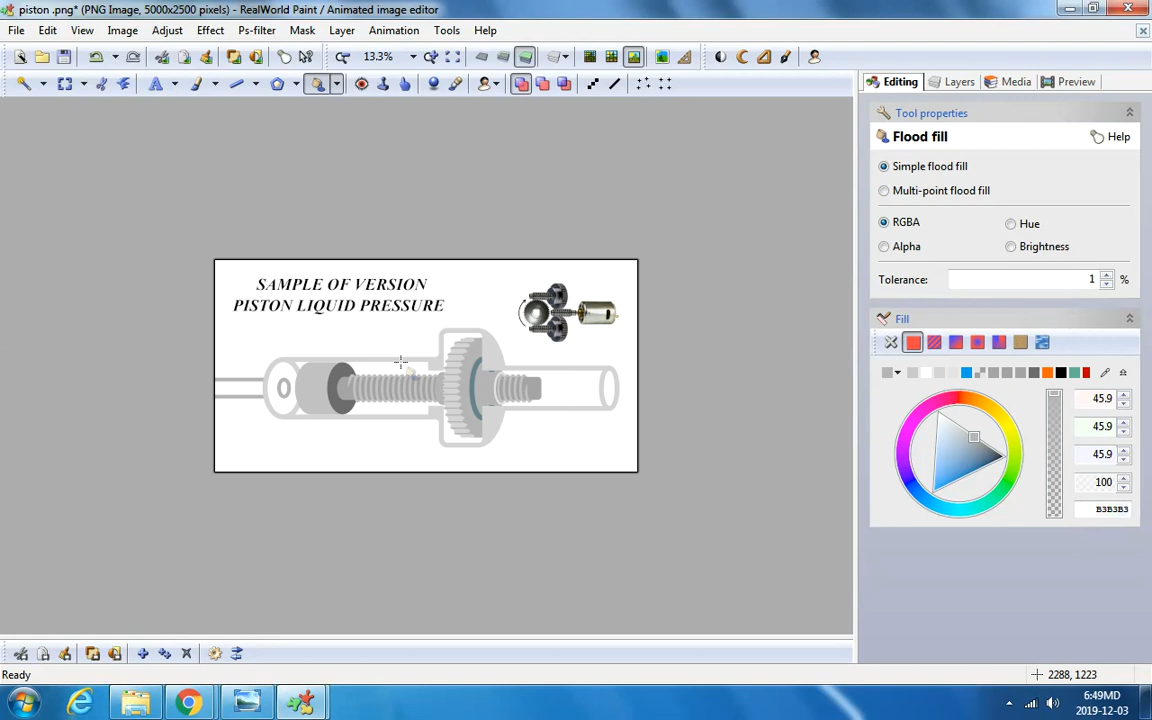 piston .png* (PNG Image, 5000x2500 pixels) - RealWorld Paint / Animated image editor
File Edit View Image Adjust Effect Ps-filter Mask Layer Animation Tools Help
13.3%
Editing Layers Media Preview
Tool properties
Flood fill Help
Simple flood fill
Multi-point flood fill
RGBA Hue
Alpha Brightness
Tolerance: 1 %
Fill
45.9
45.9
45.9
100
B3B3B3
SAMPLE OF VERSION
PISTON LIQUID PRESSURE
Ready 2288, 1223
6:49MD
2019-12-03